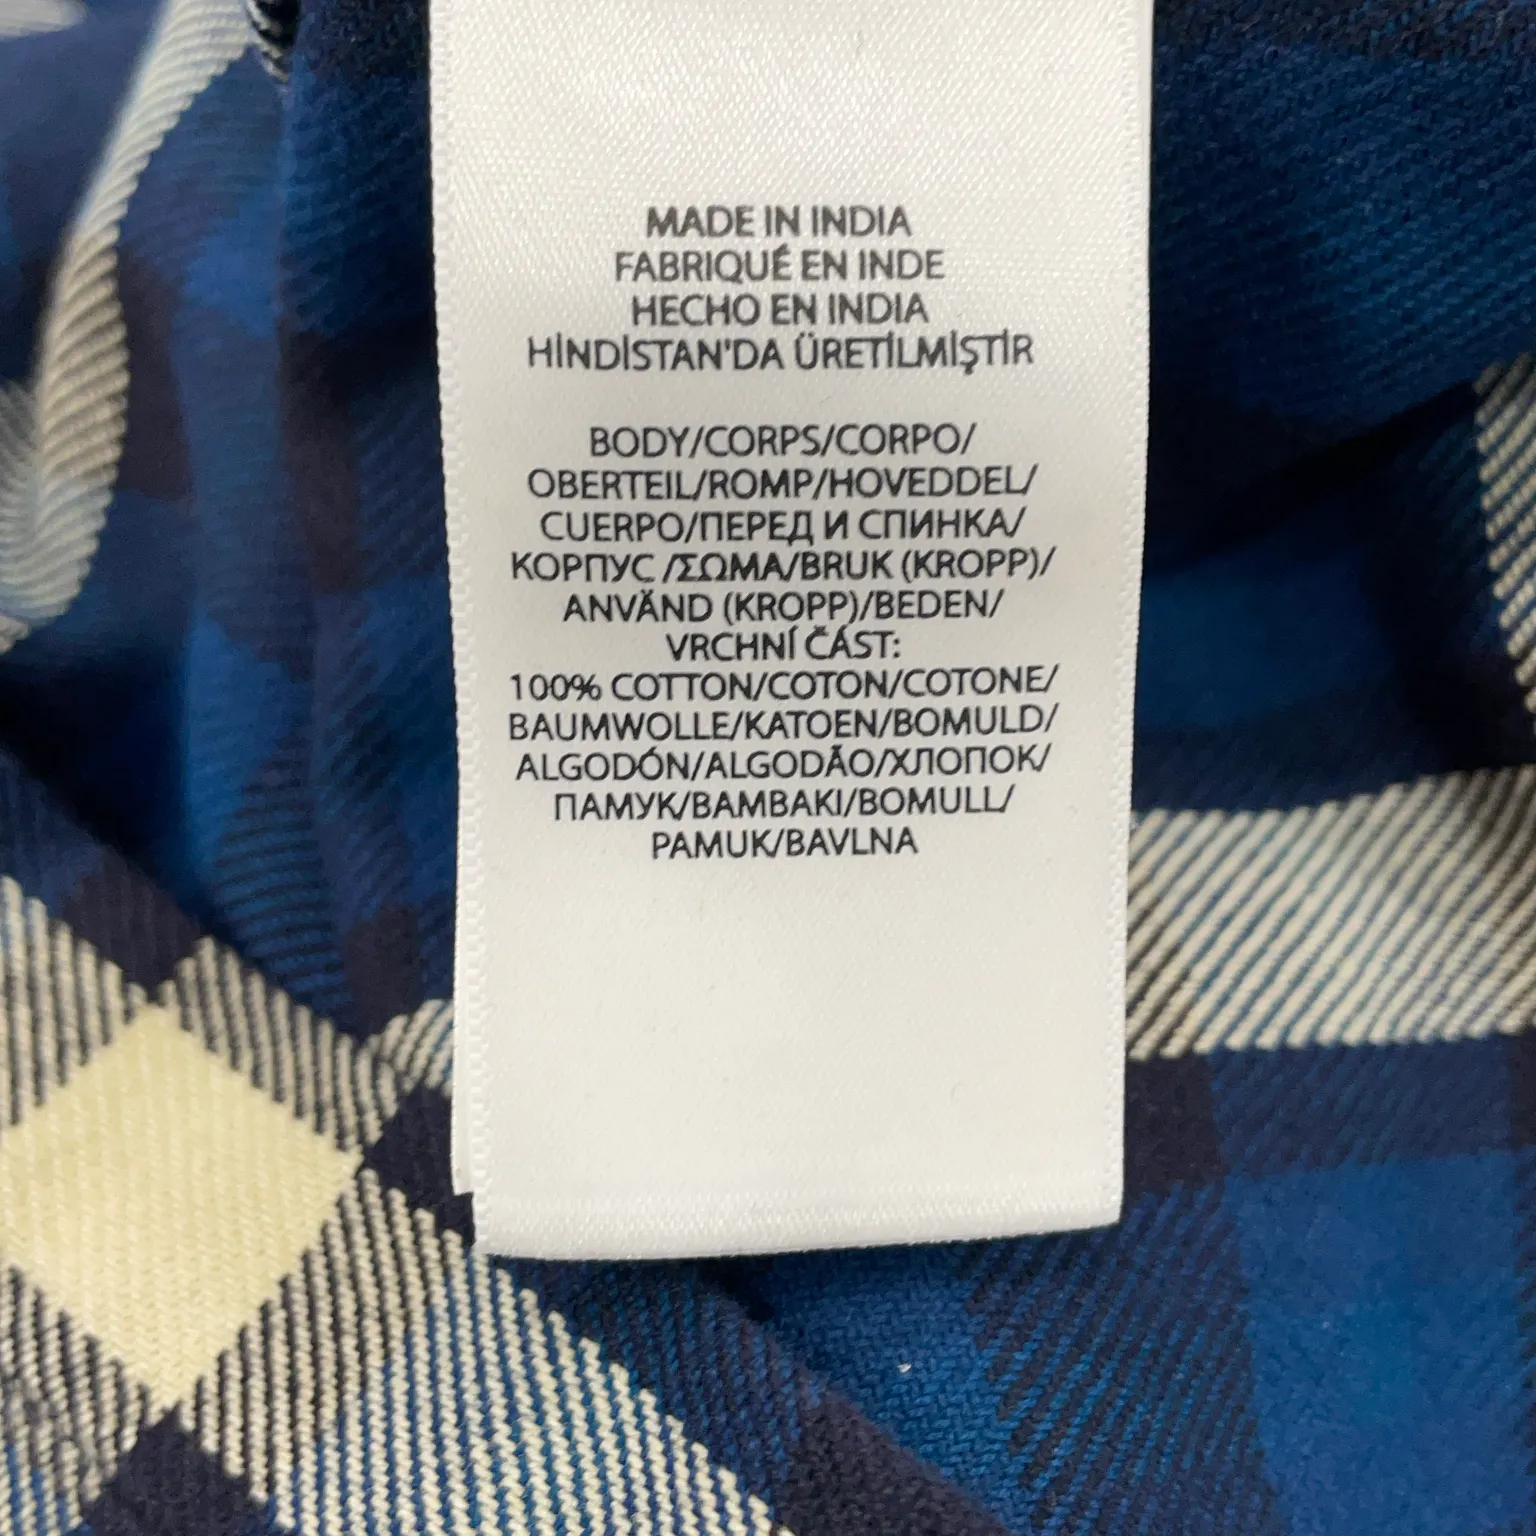 MADE IN INDIA
FABRIQUÉ EN INDE
HECHO EN INDIA
HİNDİSTAN'DA ÜRETİLMİŞTİR
BODY/CORPS/CORPO/
OBERTEIL/ROMP/HOVEDDEL/
CUERPO/ПЕРЕД И СПИНКА/
КОРПУС /ΣΩΜΑ/BRUK (KROPP)/
ANVÄND (KROPP)/BEDEN/
VRCHNÍ ČÁST:
100% COTTON/COTON/COTONE/
BAUMWOLLE/KATOEN/BOMULD/
ALGODÓN/ALGODÃO/ХЛОПОК/
ПАМУК/BAMBAKI/BOMULL/
PAMUK/BAVLNA